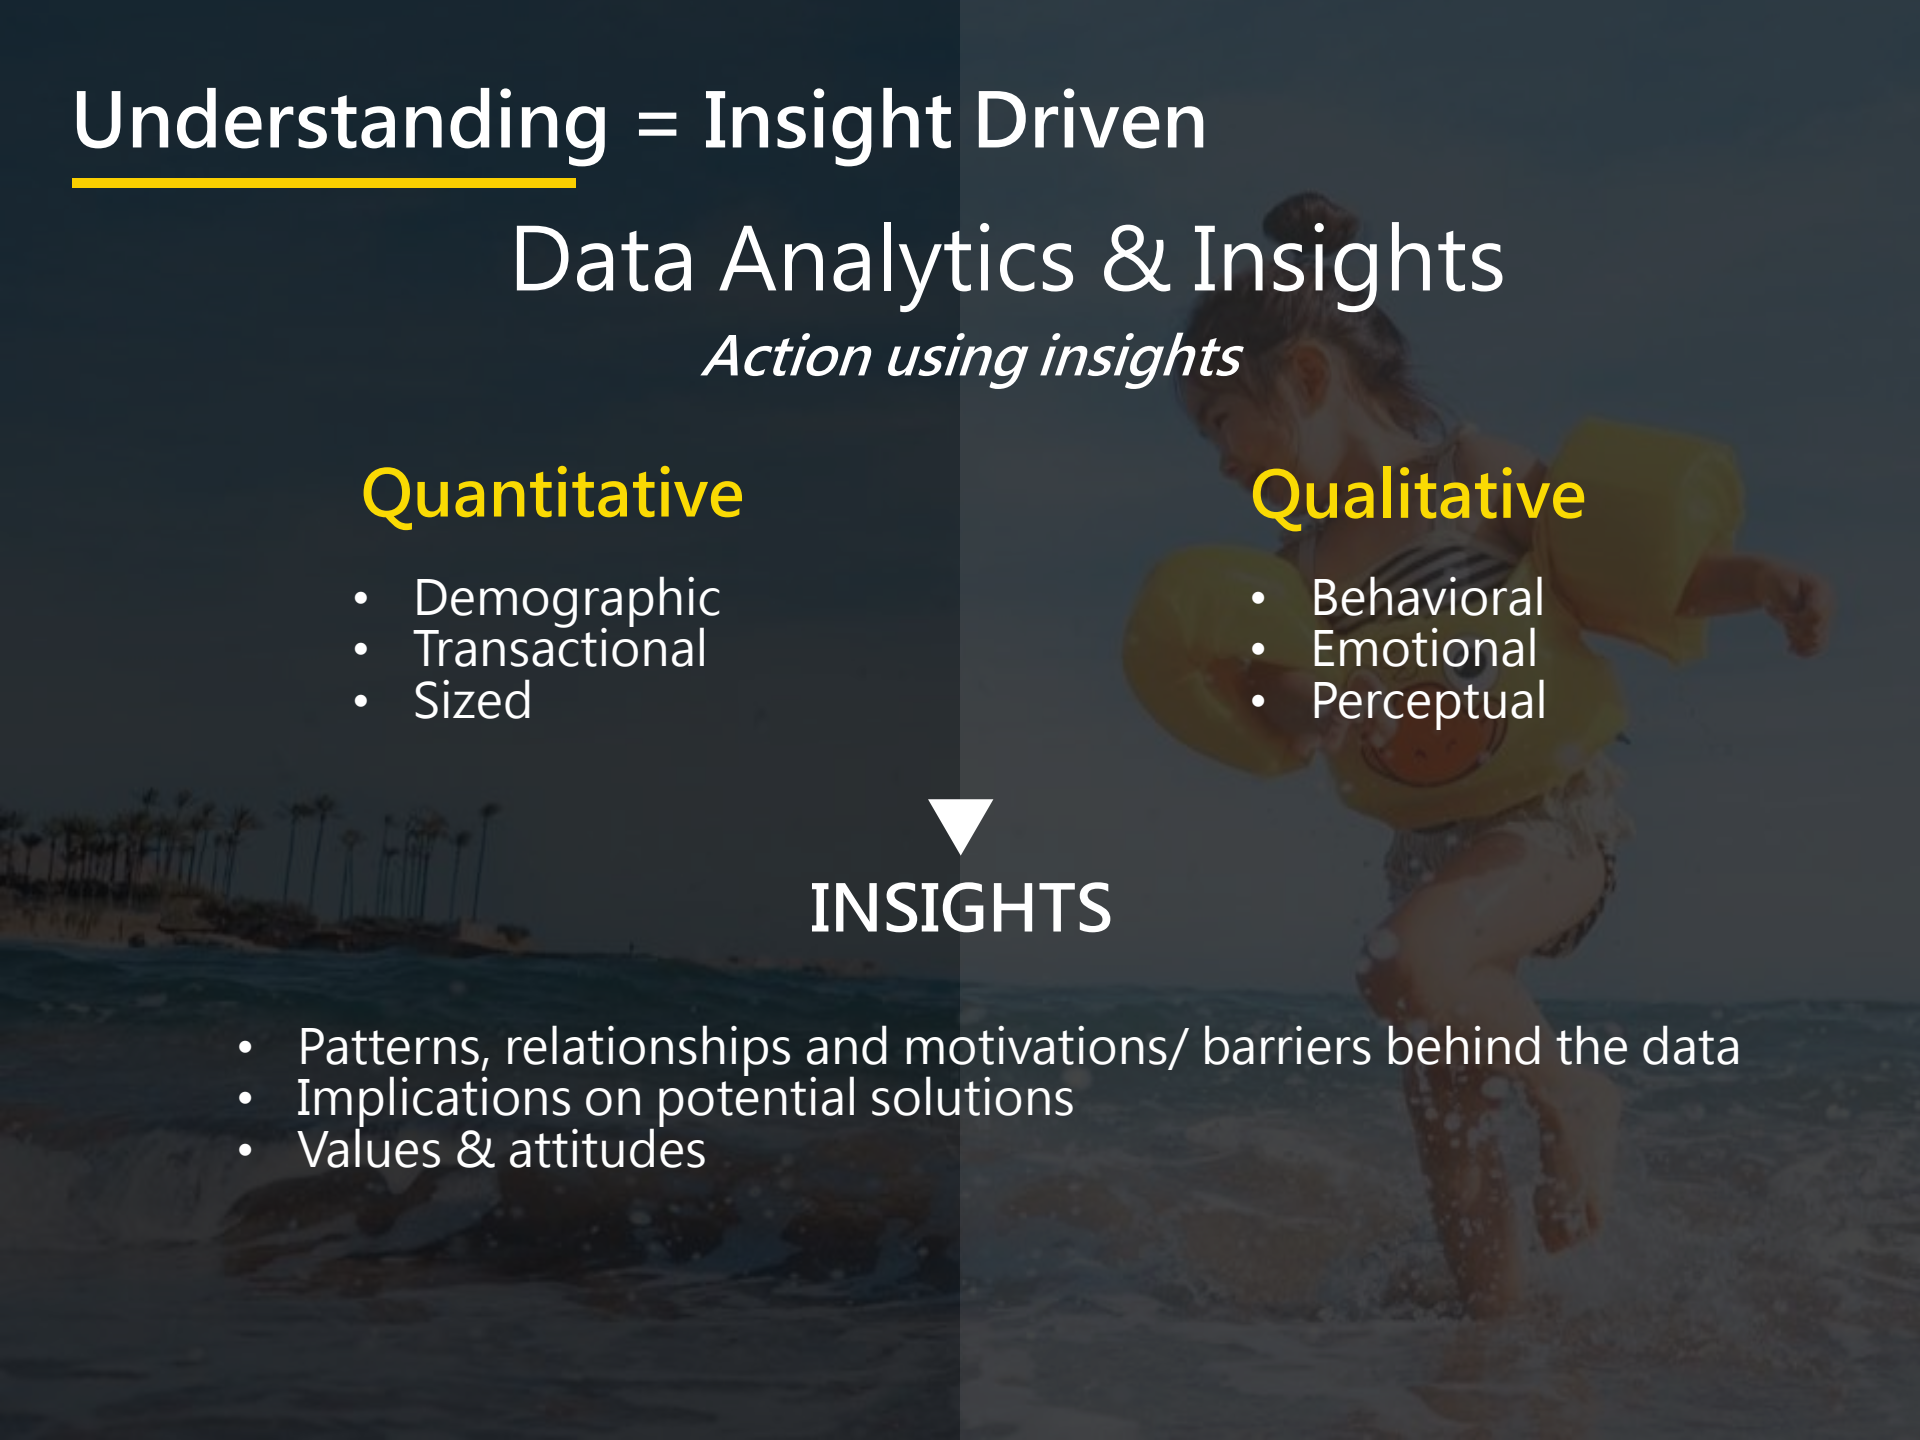 Understanding = Insight Driven
Data Analytics & Insights
Action using insights
Quantitative
• Demographic
• Transactional
• Sized
Qualitative
• Behavioral
• Emotional
• Perceptual
INSIGHTS
• Patterns, relationships and motivations/ barriers behind the data
• Implications on potential solutions
• Values & attitudes